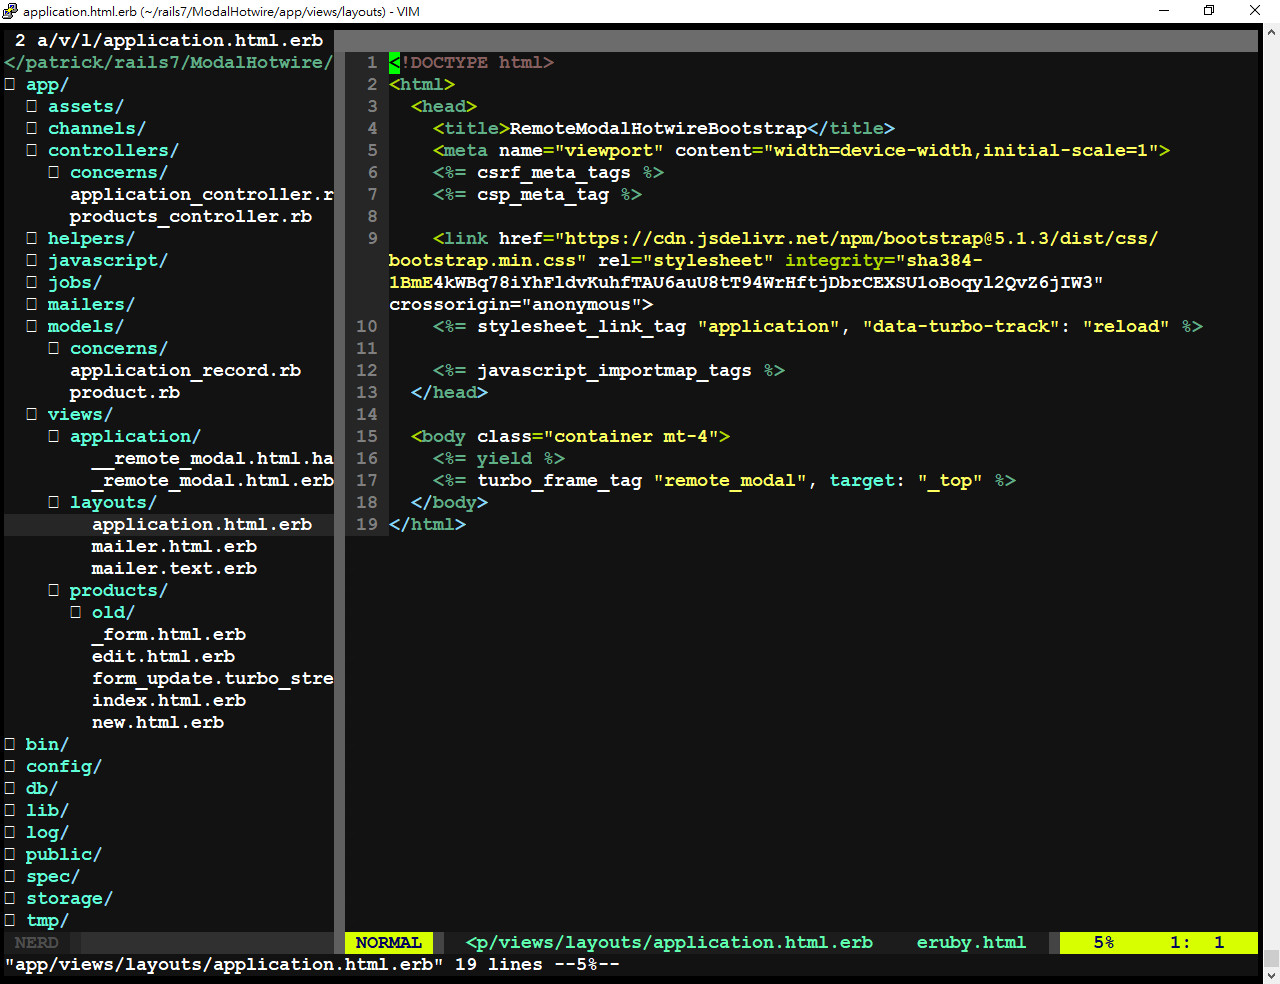 application.html.erb (~/rails7/ModalHotwire/app/views/layouts) - VIM
2 a/v/l/application.html.erb
</patrick/rails7/ModalHotwire/
app/
assets/
channels/
controllers/
concerns/
application_controller.r
products_controller.rb
helpers/
javascript/
jobs/
mailers/
models/
concerns/
application_record.rb
product.rb
views/
application/
__remote_modal.html.ha
_remote_modal.html.erb
layouts/
application.html.erb
mailer.html.erb
mailer.text.erb
products/
old/
_form.html.erb
edit.html.erb
form_update.turbo_stre
index.html.erb
new.html.erb
bin/
config/
db/
lib/
log/
public/
spec/
storage/
tmp/
NERD
1 <!DOCTYPE html>
2 <html>
3   <head>
4     <title>RemoteModalHotwireBootstrap</title>
5     <meta name="viewport" content="width=device-width,initial-scale=1">
6     <%= csrf_meta_tags %>
7     <%= csp_meta_tag %>
8
9     <link href="https://cdn.jsdelivr.net/npm/bootstrap@5.1.3/dist/css/
bootstrap.min.css" rel="stylesheet" integrity="sha384-
1BmE4kWBq78iYhFldvKuhfTAU6auU8tT94WrHftjDbrCEXSU1oBoqyl2QvZ6jIW3"
crossorigin="anonymous">
10     <%= stylesheet_link_tag "application", "data-turbo-track": "reload" %>
11
12     <%= javascript_importmap_tags %>
13   </head>
14
15   <body class="container mt-4">
16     <%= yield %>
17     <%= turbo_frame_tag "remote_modal", target: "_top" %>
18   </body>
19 </html>
NORMAL <p/views/layouts/application.html.erb eruby.html 5% 1: 1
"app/views/layouts/application.html.erb" 19 lines --5%--